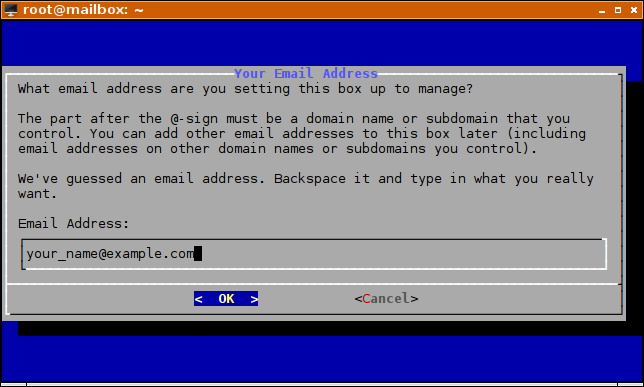 root@mailbox: ~
Your Email Address
What email address are you setting this box up to manage?
The part after the @-sign must be a domain name or subdomain that you
control. You can add other email addresses to this box later (including
email addresses on other domain names or subdomains you control).
We've guessed an email address. Backspace it and type in what you really
want.
Email Address:
your_name@example.com
<  OK  > <Cancel>